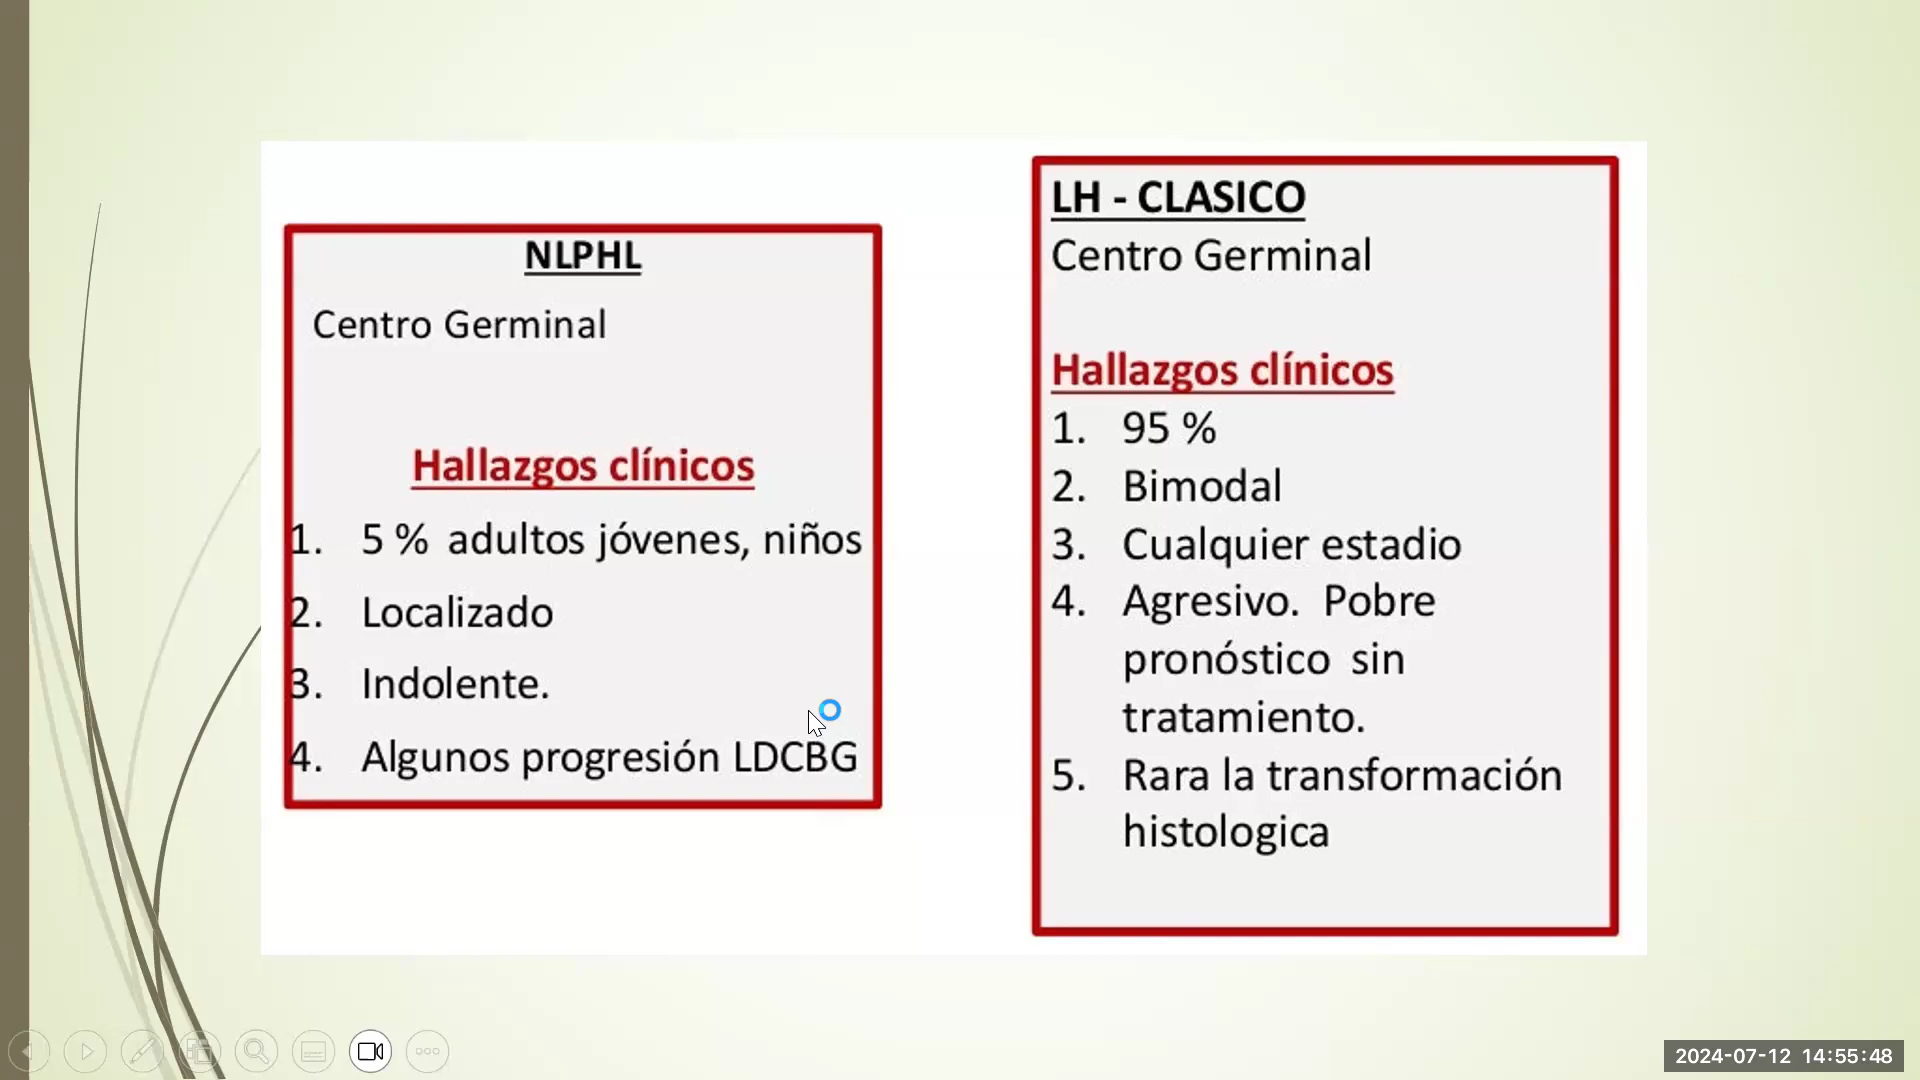 NLPHL
Centro Germinal
Hallazgos clínicos
1. 5 % adultos jóvenes, niños
2. Localizado
3. Indolente.
4. Algunos progresión LDCBG
LH - CLASICO
Centro Germinal
Hallazgos clínicos
1. 95 %
2. Bimodal
3. Cualquier estadio
4. Agresivo. Pobre
pronóstico sin
tratamiento.
5. Rara la transformación
histologica
2024-07-12 14:55:48